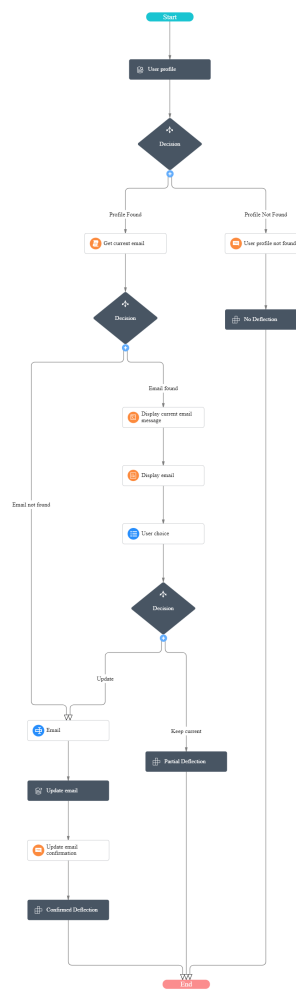 Start
User profile
Decision
Profile Found
Profile Not Found
Get current email
User profile not found
Decision
No Deflection
Email found
Display current email
message
Display email
Email not found
User choice
Decision
Update
Email
Keep current
Partial Deflection
Update email
Update email
confirmation
Confirmed Deflection
End